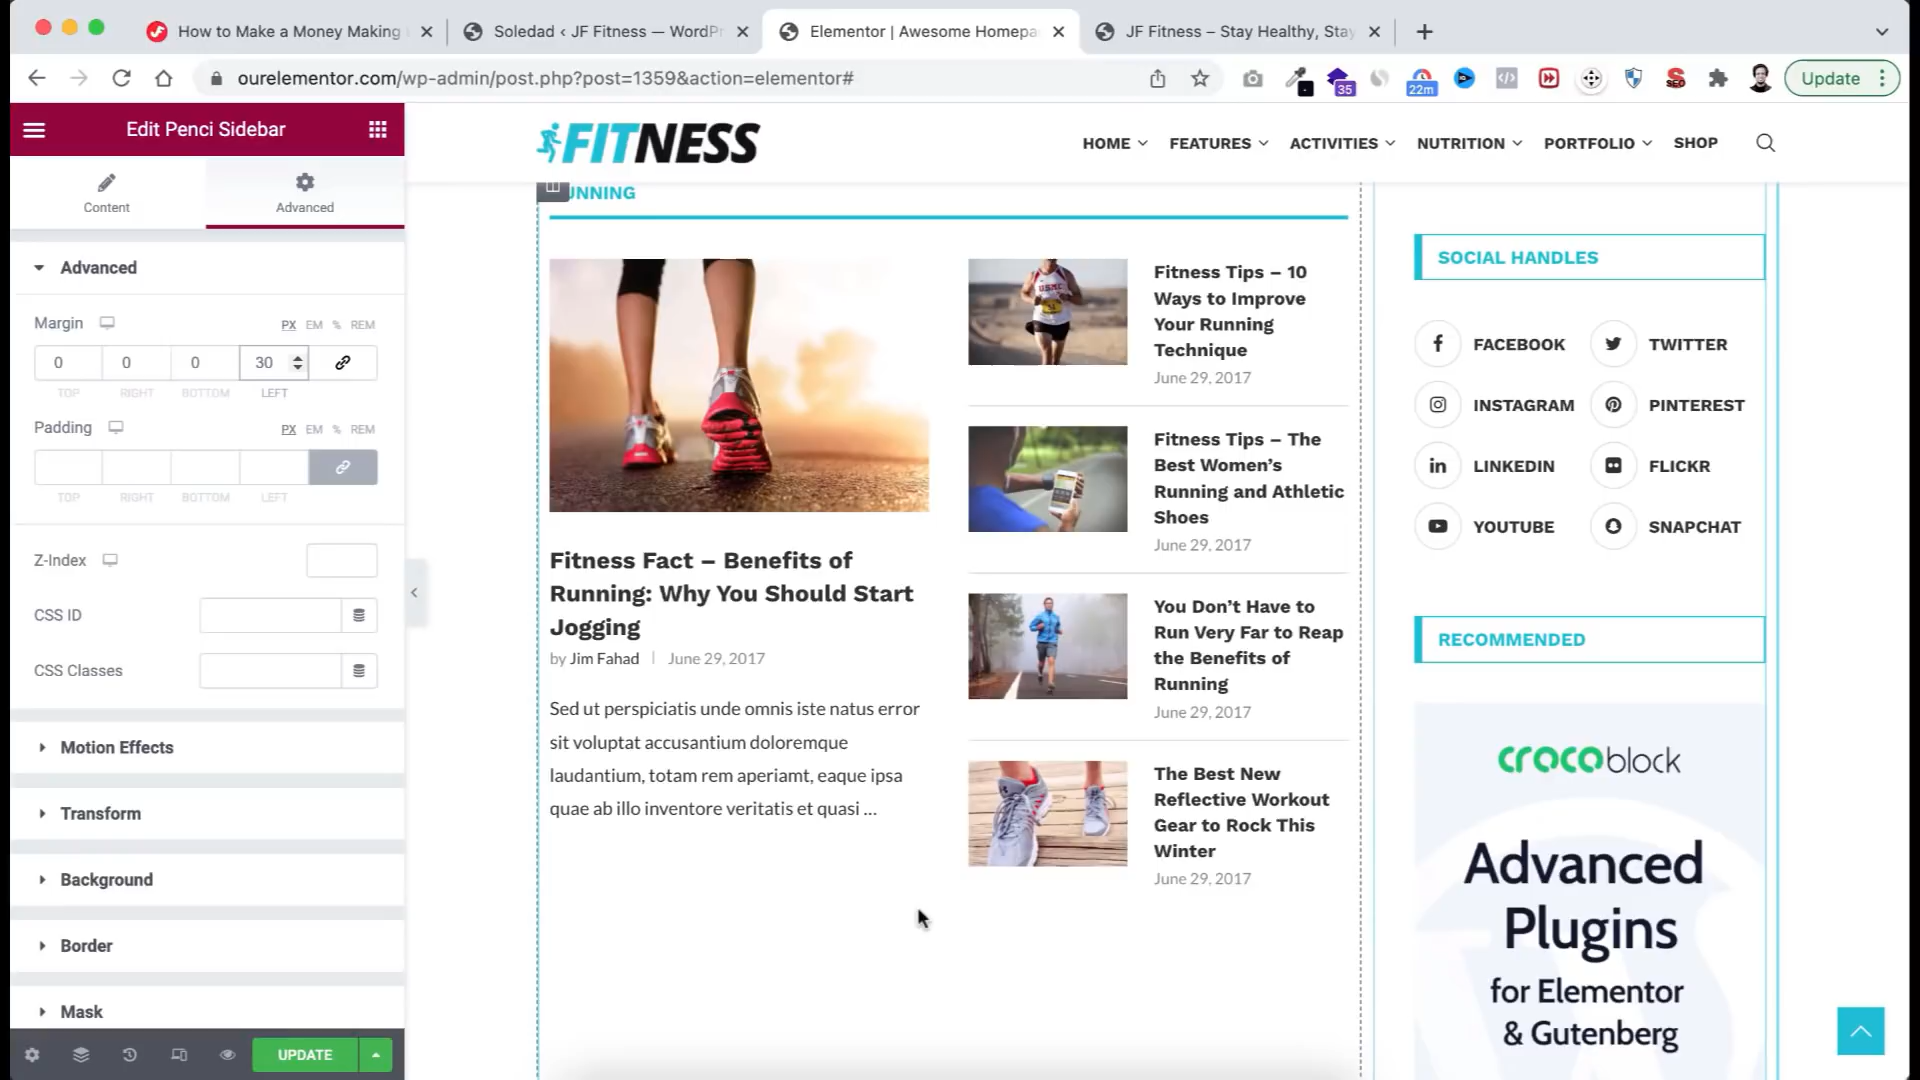 How to Make a Money Making
Soledad ‹ JF Fitness — WordPr
Elementor | Awesome Homepa
JF Fitness – Stay Healthy, Stay
ourelementor.com/wp-admin/post.php?post=1359&action=elementor#
35
22m
SEO
Update
Edit Penci Sidebar
Content
Advanced
Advanced
Margin
PX EM % REM
0 0 0 30
TOP RIGHT BOTTOM LEFT
Padding
PX EM % REM
TOP RIGHT BOTTOM LEFT
Z-Index
CSS ID
CSS Classes
Motion Effects
Transform
Background
Border
Mask
UPDATE
FITNESS
HOME
FEATURES
ACTIVITIES
NUTRITION
PORTFOLIO
SHOP
UNNING
Fitness Fact – Benefits of
Running: Why You Should Start
Jogging
by Jim Fahad June 29, 2017
Sed ut perspiciatis unde omnis iste natus error
sit voluptat accusantium doloremque
laudantium, totam rem aperiamt, eaque ipsa
quae ab illo inventore veritatis et quasi ...
USMC
Fitness Tips – 10
Ways to Improve
Your Running
Technique
June 29, 2017
Fitness Tips – The
Best Women’s
Running and Athletic
Shoes
June 29, 2017
You Don’t Have to
Run Very Far to Reap
the Benefits of
Running
June 29, 2017
The Best New
Reflective Workout
Gear to Rock This
Winter
June 29, 2017
SOCIAL HANDLES
FACEBOOK
TWITTER
INSTAGRAM
PINTEREST
LINKEDIN
FLICKR
YOUTUBE
SNAPCHAT
RECOMMENDED
crocoblock
Advanced
Plugins
for Elementor
& Gutenberg